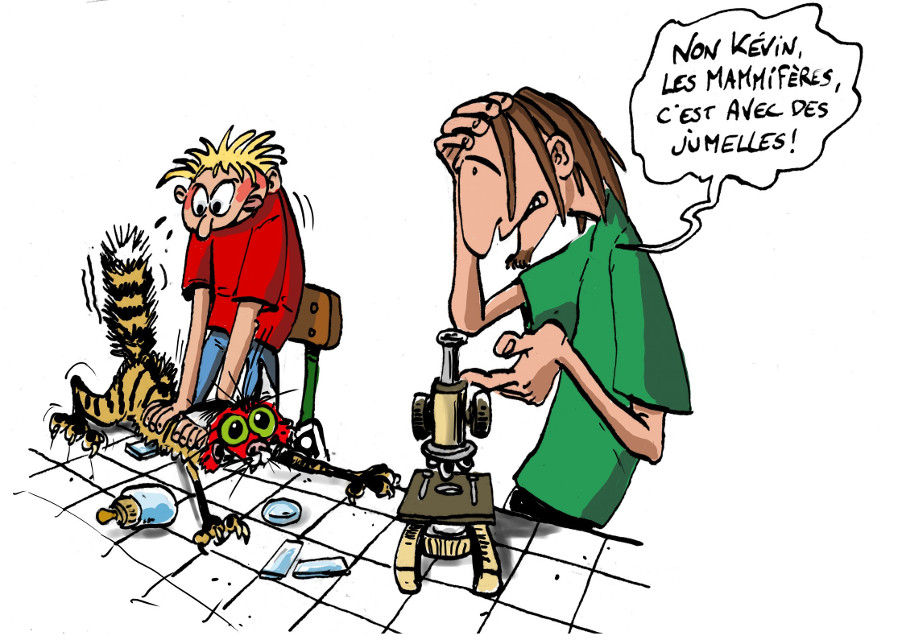 NON KÉVIN,
LES MAMMIFÈRES,
C'EST AVEC DES
JUMELLES!